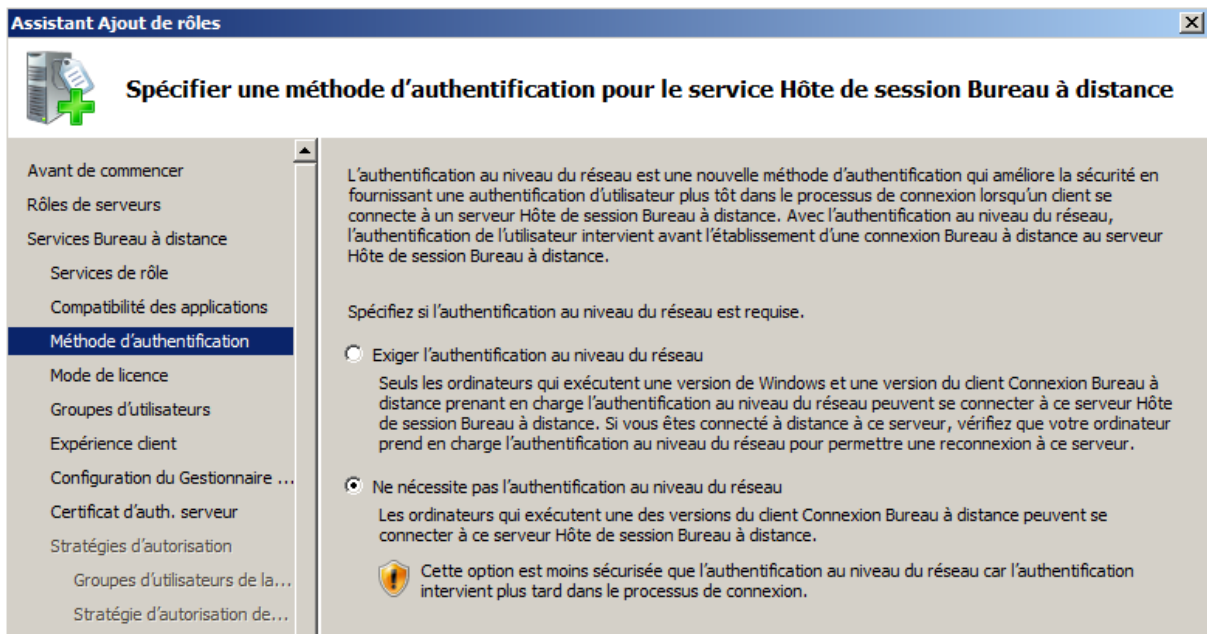 Assistant Ajout de rôles
Spécifier une méthode d'authentification pour le service Hôte de session Bureau à distance
Avant de commencer
Rôles de serveurs
Services Bureau à distance
Services de rôle
Compatibilité des applications
Méthode d'authentification
Mode de licence
Groupes d'utilisateurs
Expérience client
Configuration du Gestionnaire ...
Certificat d'auth. serveur
Stratégies d'autorisation
Groupes d'utilisateurs de la...
Stratégie d'autorisation de...
L'authentification au niveau du réseau est une nouvelle méthode d'authentification qui améliore la sécurité en
fournissant une authentification d'utilisateur plus tôt dans le processus de connexion lorsqu'un client se
connecte à un serveur Hôte de session Bureau à distance. Avec l'authentification au niveau du réseau,
l'authentification de l'utilisateur intervient avant l'établissement d'une connexion Bureau à distance au serveur
Hôte de session Bureau à distance.
Spécifiez si l'authentification au niveau du réseau est requise.
Exiger l'authentification au niveau du réseau
Seuls les ordinateurs qui exécutent une version de Windows et une version du client Connexion Bureau à
distance prenant en charge l'authentification au niveau du réseau peuvent se connecter à ce serveur Hôte
de session Bureau à distance. Si vous êtes connecté à distance à ce serveur, vérifiez que votre ordinateur
prend en charge l'authentification au niveau du réseau pour permettre une reconnexion à ce serveur.
Ne nécessite pas l'authentification au niveau du réseau
Les ordinateurs qui exécutent une des versions du client Connexion Bureau à distance peuvent se
connecter à ce serveur Hôte de session Bureau à distance.
Cette option est moins sécurisée que l'authentification au niveau du réseau car l'authentification
intervient plus tard dans le processus de connexion.